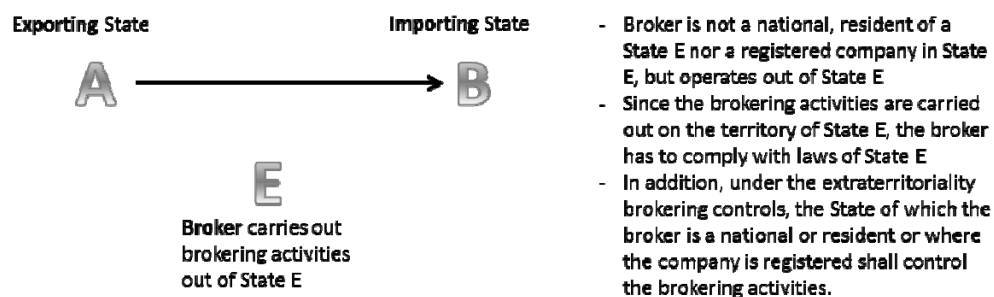 Exporting State
Importing State
A
B
E
Broker carries out
brokering activities
out of State E
- Broker is not a national, resident of a
State E nor a registered company in State
E, but operates out of State E
- Since the brokering activities are carried
out on the territory of State E, the broker
has to comply with laws of State E
- In addition, under the extraterritoriality
brokering controls, the State of which the
broker is a national or resident or where
the company is registered shall control
the brokering activities.